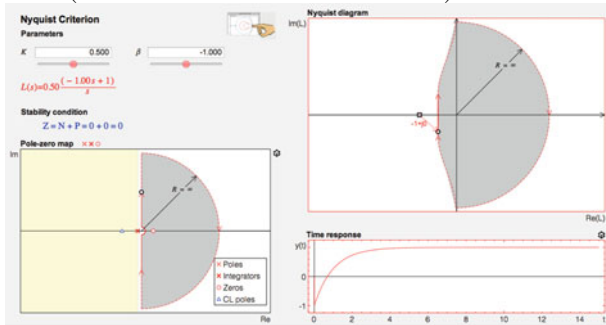 Nyquist Criterion
Parameters
K 0.500 β -1.000
L(s)=0.50 (-1.00s+1)/s
Stability condition
Z = N + P = 0 + 0 = 0
Pole-zero map × × ○
Im
R = ∞
× Poles
× Integrators
○ Zeros
△ CL poles
Re
Nyquist diagram
Im(L)
R = ∞
-1+j0
Re(L)
Time response
y(t)
0
-1
0 2 4 6 8 10 12 14